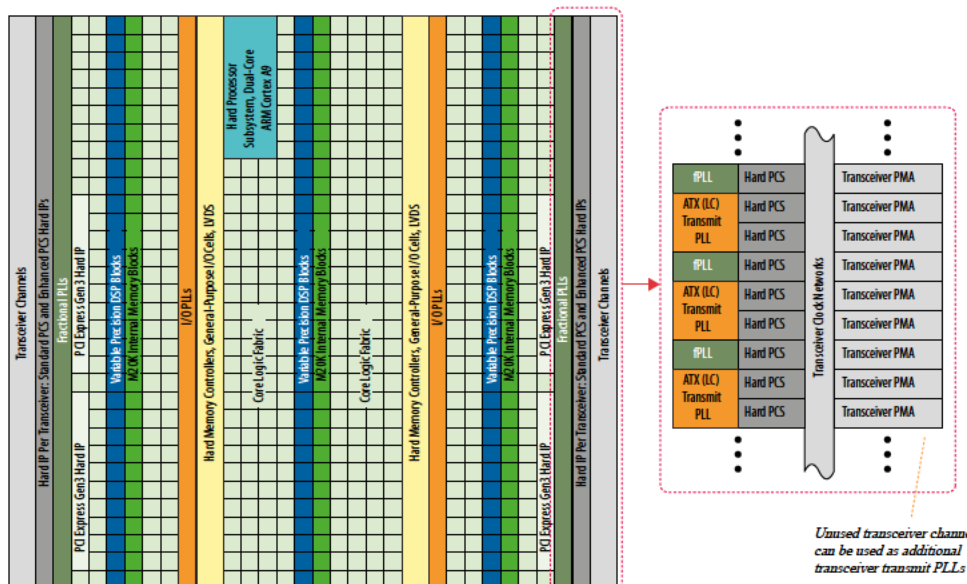 Transceiver Channels
Hard IP Per Transceiver: Standard PCS and Enhanced PCS Hard IPs
Fractional PLLs
PCI Express Gen3 Hard IP
PCI Express Gen3 Hard IP
Variable Precision DSP Blocks
M20K Internal Memory Blocks
I/O PLLs
Hard Memory Controllers, General-Purpose I/O Cells, LVDS
Hard Processor
Subsystem, Dual-Core
ARM Cortex A9
Core Logic Fabric
Variable Precision DSP Blocks
M20K Internal Memory Blocks
Core Logic Fabric
Hard Memory Controllers, General-Purpose I/O Cells, LVDS
I/O PLLs
Variable Precision DSP Blocks
M20K Internal Memory Blocks
PCI Express Gen3 Hard IP
PCI Express Gen3 Hard IP
Fractional PLLs
Hard IP Per Transceiver: Standard PCS and Enhanced PCS Hard IPs
Transceiver Channels
fPLL
Hard PCS
Transceiver PMA
ATX (LC)
Transmit
PLL
Hard PCS
Transceiver PMA
Hard PCS
Transceiver PMA
fPLL
Hard PCS
Transceiver PMA
ATX (LC)
Transmit
PLL
Hard PCS
Transceiver PMA
Hard PCS
Transceiver PMA
fPLL
Hard PCS
Transceiver PMA
ATX (LC)
Transmit
PLL
Hard PCS
Transceiver PMA
Hard PCS
Transceiver PMA
Transceiver Clock Networks
Unused transceiver channe
can be used as additional
transceiver transmit PLLs